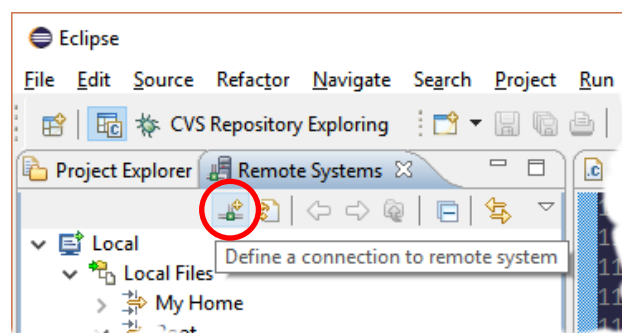 Eclipse
File Edit Source Refactor Navigate Search Project Run
CVS Repository Exploring
Project Explorer Remote Systems .c
Local
Define a connection to remote system
Local Files
My Home